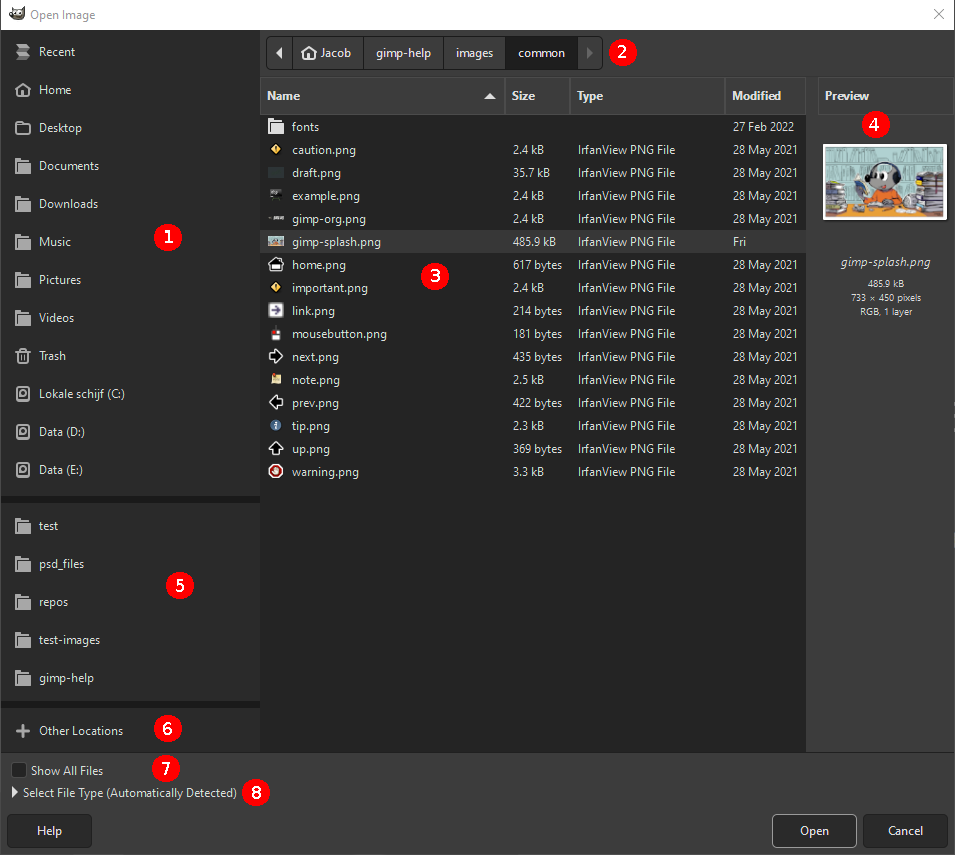 Open Image
Recent
Home
Desktop
Documents
Downloads
Music
Pictures
Videos
Trash
Lokale schijf (C:)
Data (D:)
Data (E:)
1
test
psd_files
repos
test-images
gimp-help
5
Other Locations 6
Jacob gimp-help images common 2
Name Size Type Modified
fonts 27 Feb 2022
caution.png 2.4 kB IrfanView PNG File 28 May 2021
draft.png 35.7 kB IrfanView PNG File 28 May 2021
example.png 2.4 kB IrfanView PNG File 28 May 2021
gimp-org.png 2.4 kB IrfanView PNG File 28 May 2021
gimp-splash.png 485.9 kB IrfanView PNG File Fri
home.png 617 bytes IrfanView PNG File 28 May 2021
important.png 2.4 kB IrfanView PNG File 28 May 2021
link.png 214 bytes IrfanView PNG File 28 May 2021
mousebutton.png 181 bytes IrfanView PNG File 28 May 2021
next.png 435 bytes IrfanView PNG File 28 May 2021
note.png 2.5 kB IrfanView PNG File 28 May 2021
prev.png 422 bytes IrfanView PNG File 28 May 2021
tip.png 2.3 kB IrfanView PNG File 28 May 2021
up.png 369 bytes IrfanView PNG File 28 May 2021
warning.png 3.3 kB IrfanView PNG File 28 May 2021
3
Preview
4
gimp-splash.png
485.9 kB
733 × 450 pixels
RGB, 1 layer
Show All Files 7
Select File Type (Automatically Detected) 8
Help Open Cancel